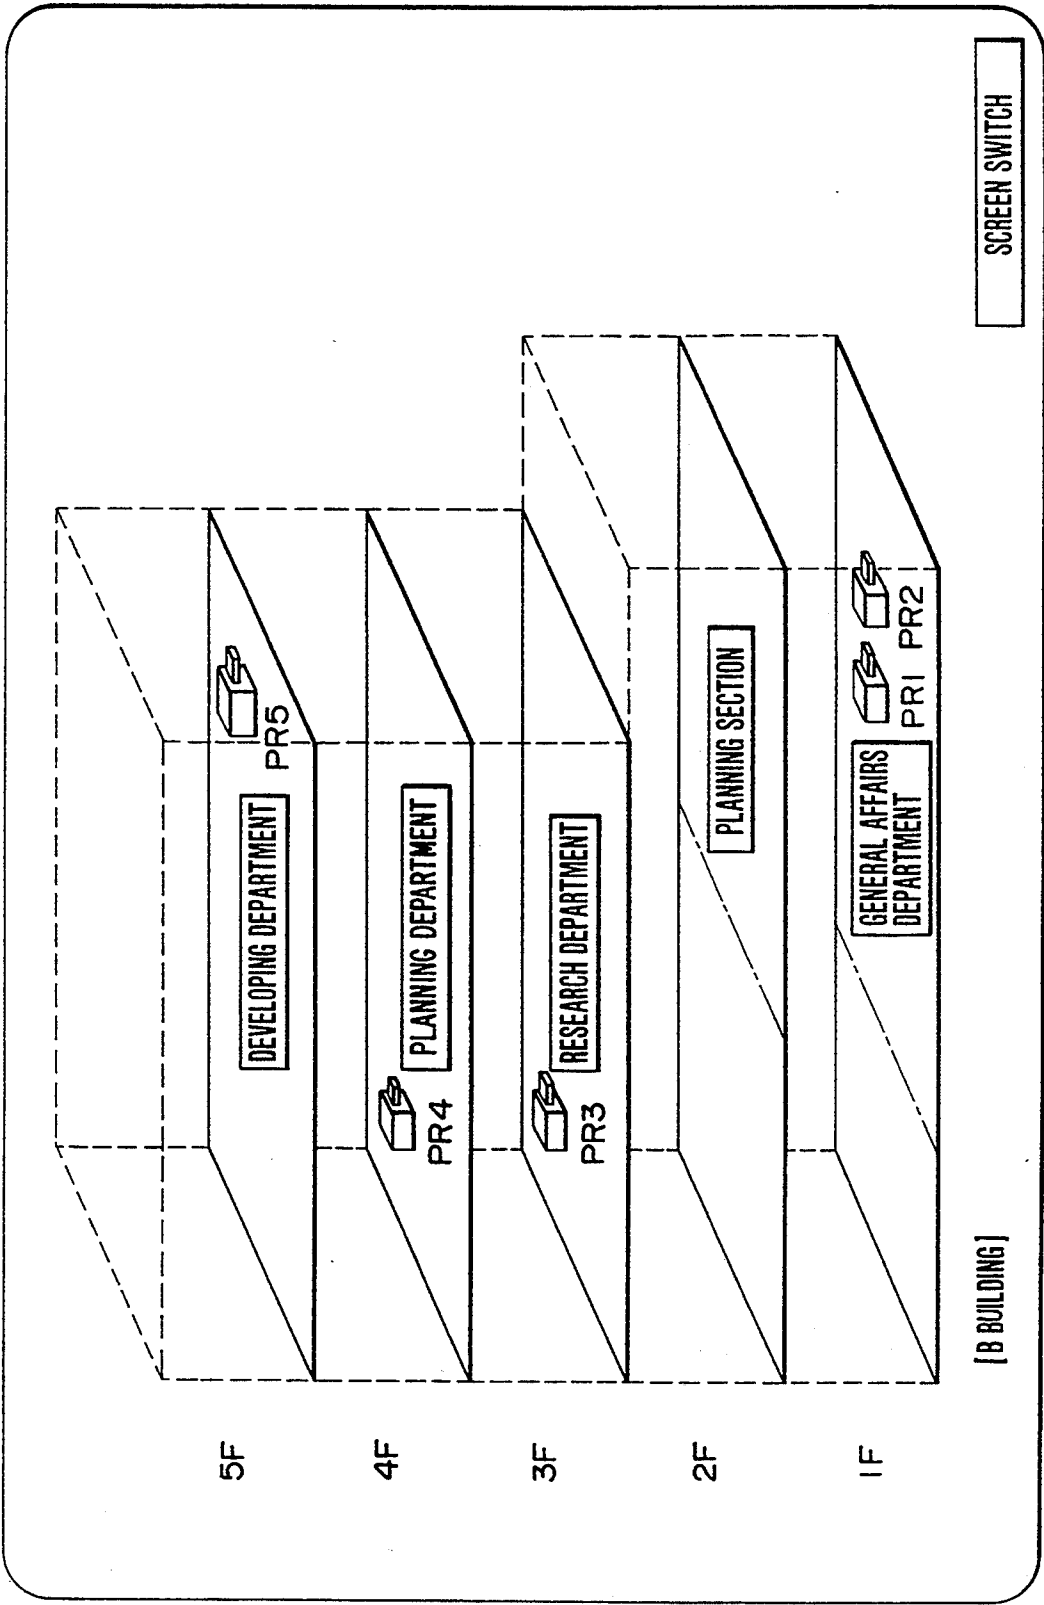 5F
DEVELOPING DEPARTMENT
PR5
4F
PR4
PLANNING DEPARTMENT
3F
PR3
RESEARCH DEPARTMENT
2F
PLANNING SECTION
1F
GENERAL AFFAIRS
DEPARTMENT
PR1
PR2
[B BUILDING]
SCREEN SWITCH